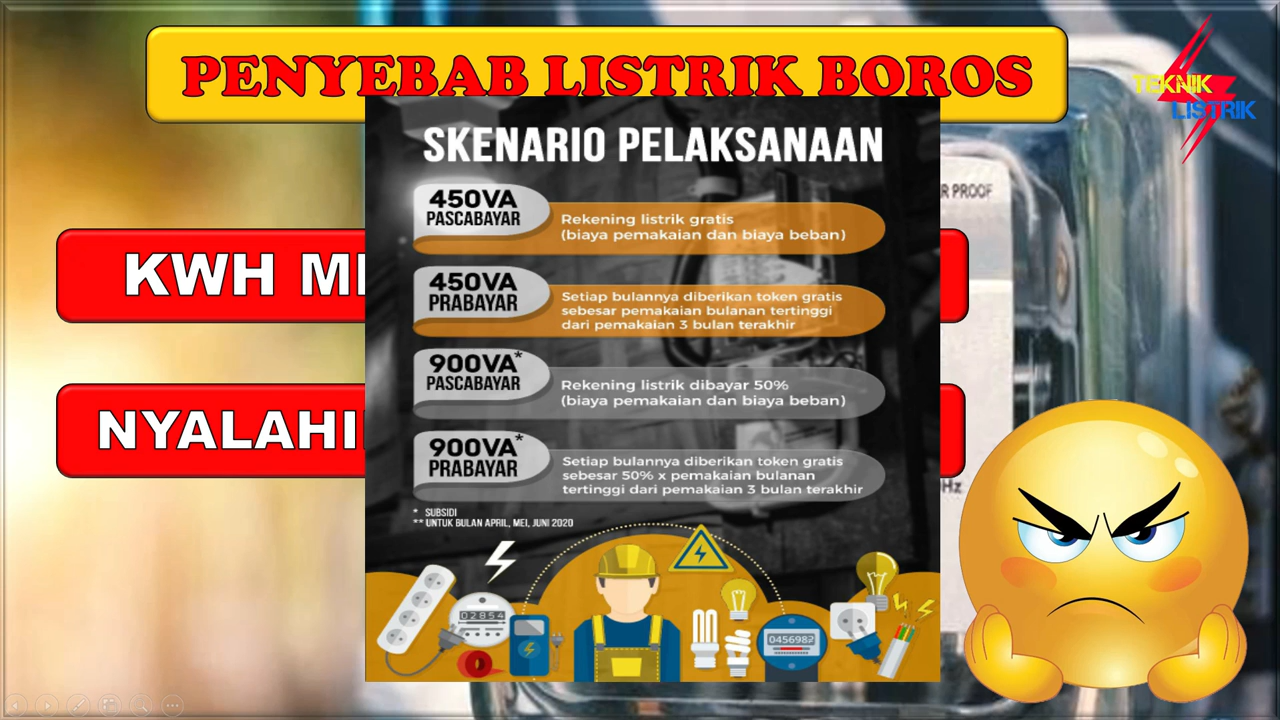 PENYEBAB LISTRIK BOROS
TEKNIK
LISTRIK
SKENARIO PELAKSANAAN
450VA
PASCABAYAR
Rekening listrik gratis
(biaya pemakaian dan biaya beban)
R PROOF
KWH
450VA
PRABAYAR
Setiap bulannya diberikan token gratis
sebesar pemakaian bulanan tertinggi
dari pemakaian 3 bulan terakhir
900VA*
PASCABAYAR
Rekening listrik dibayar 50%
(biaya pemakaian dan biaya beban)
NYALAHI
900VA*
PRABAYAR
Setiap bulannya diberikan token gratis
sebesar 50% x pemakaian bulanan
tertinggi dari pemakaian 3 bulan terakhir
Hz
* SUBSIDI
** UNTUK BULAN APRIL, MEI, JUNI 2020
02854
0456982